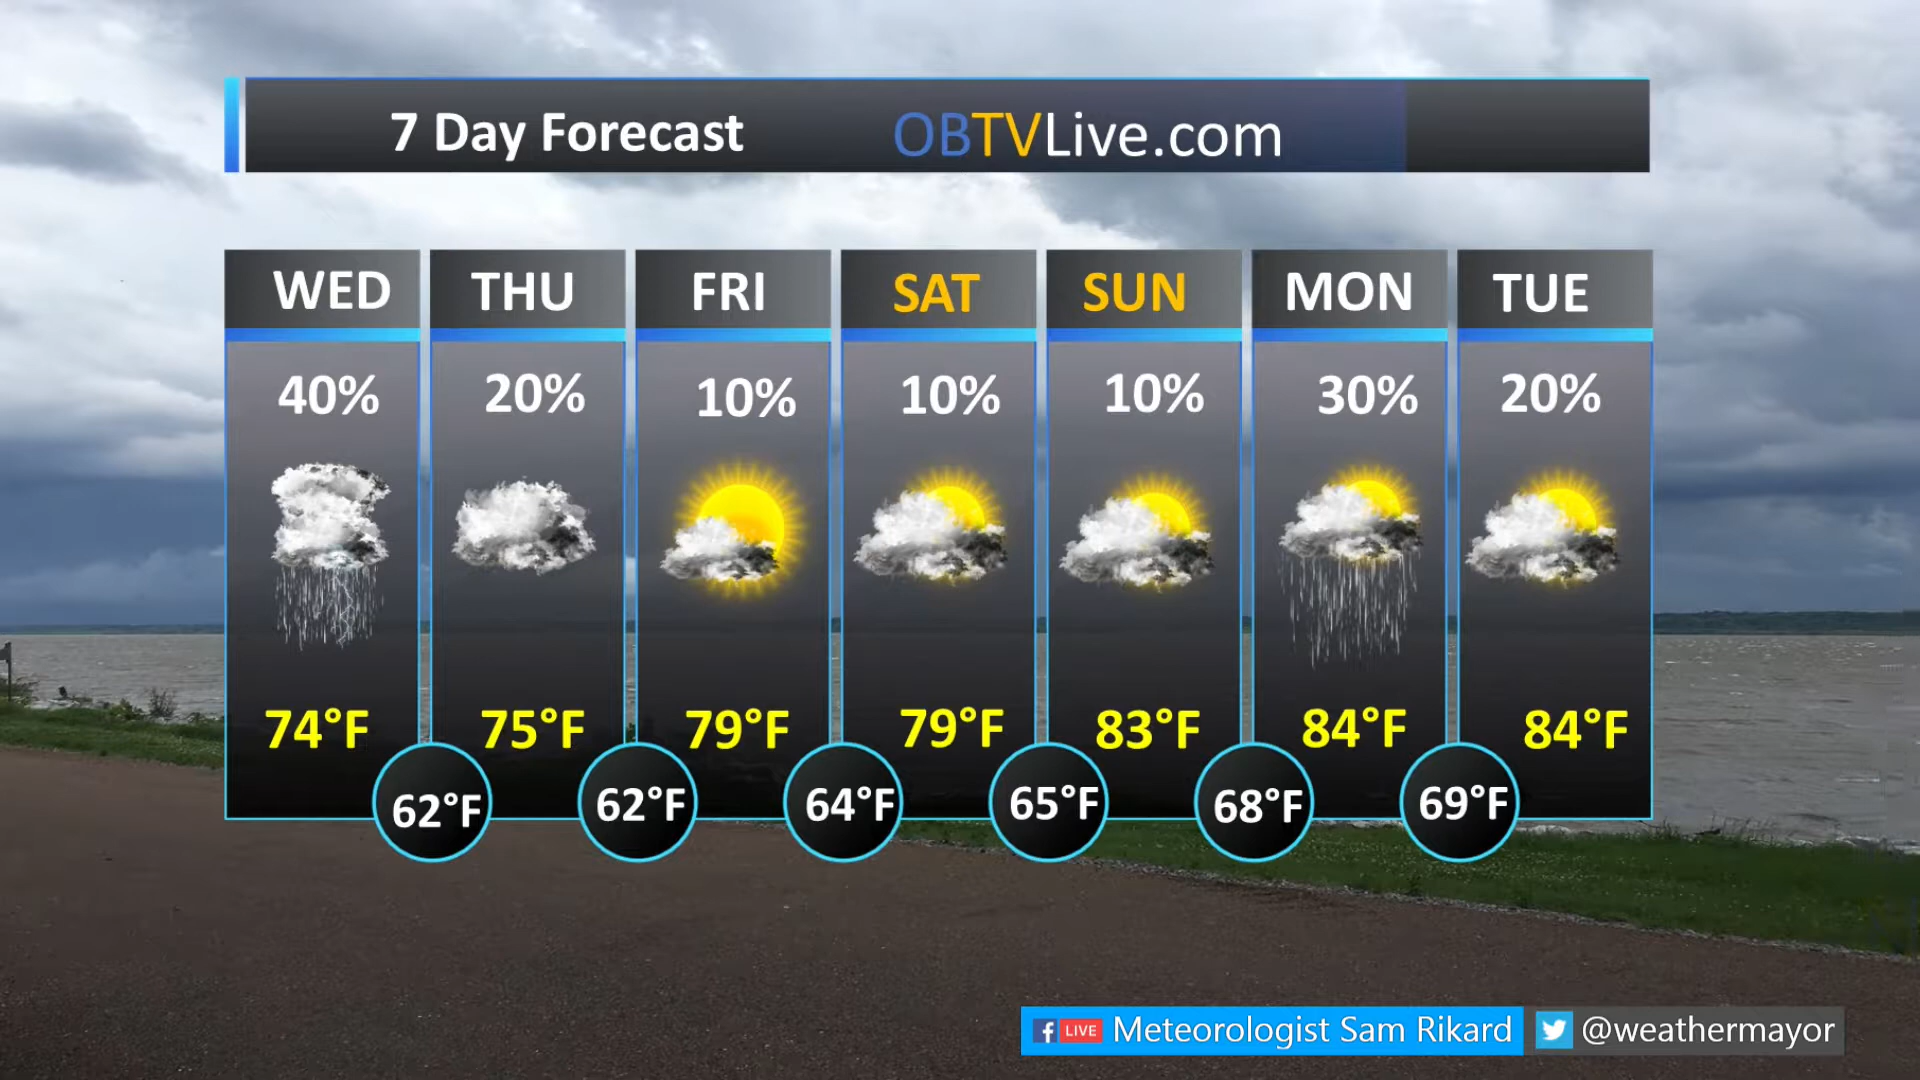 7 Day Forecast OBTVLive.com
WED THU FRI SAT SUN MON TUE
40% 20% 10% 10% 10% 30% 20%
74°F 75°F 79°F 79°F 83°F 84°F 84°F
62°F 62°F 64°F 65°F 68°F 69°F
f LIVE Meteorologist Sam Rikard @weathermayor